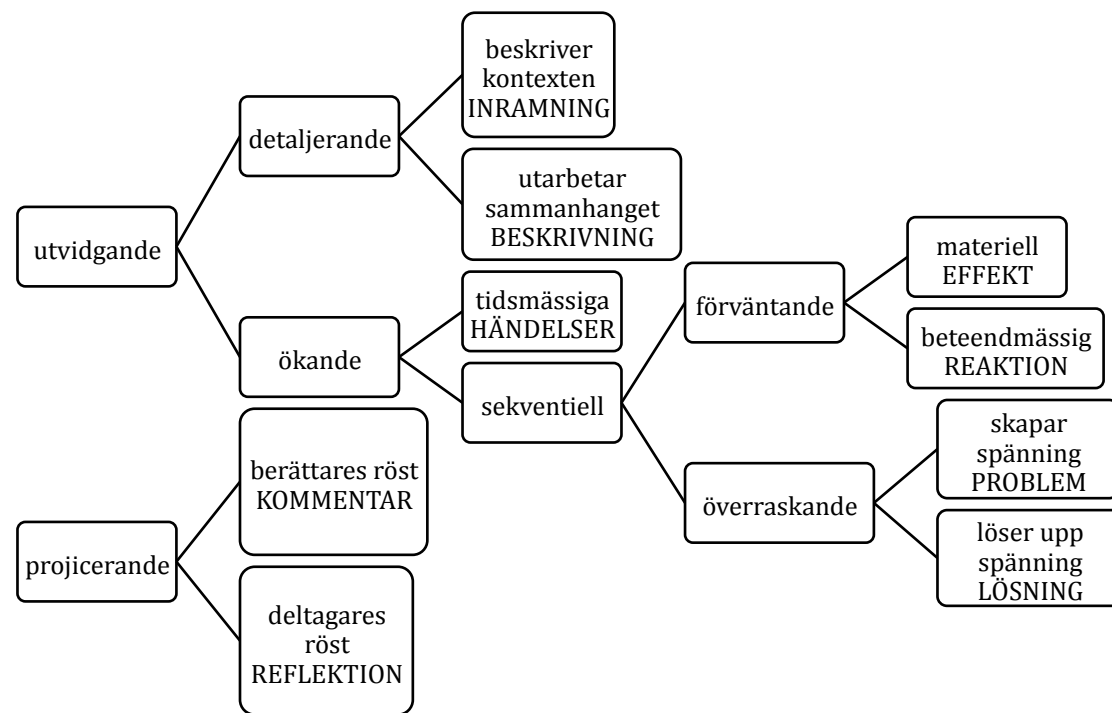 utvidgande
detaljerande
beskriver
kontexten
INRAMNING
utarbetar
sammanhanget
BESKRIVNING
ökande
tidsmässiga
HÄNDELSER
sekventiell
förväntande
materiell
EFFEKT
beteendmässig
REAKTION
överraskande
skapar
spänning
PROBLEM
löser upp
spänning
LÖSNING
projicerande
berättares röst
KOMMENTAR
deltagares
röst
REFLEKTION